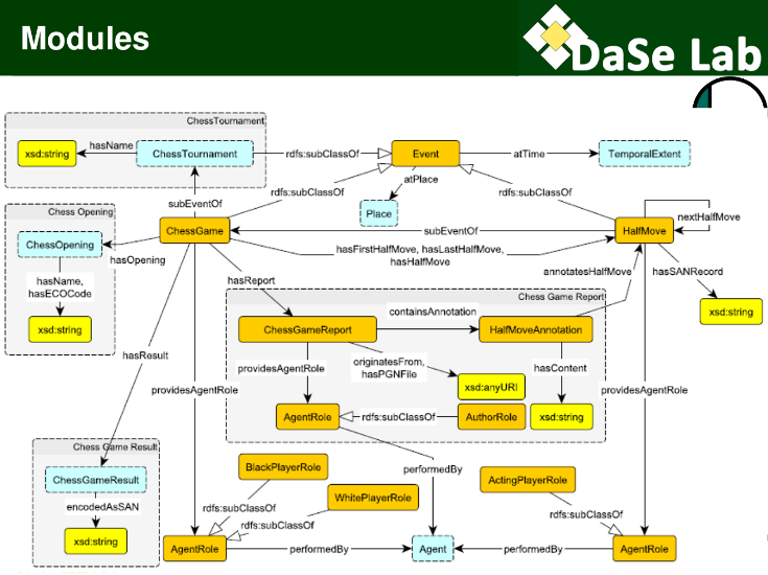 Modules
DaSe Lab
ChessTournament
xsd:string
hasName
ChessTournament
rdfs:subClassOf
Event
atTime
TemporalExtent
rdfs:subClassOf
atPlace
rdfs:subClassOf
subEventOf
Place
Chess Opening
nextHalfMove
ChessOpening
ChessGame
subEventOf
HalfMove
hasOpening
hasFirstHalfMove, hasLastHalfMove,
hasHalfMove
annotatesHalfMove
hasSANRecord
hasName,
hasECOCode
hasReport
Chess Game Report
containsAnnotation
xsd:string
xsd:string
ChessGameReport
HalfMoveAnnotation
hasResult
providesAgentRole
originatesFrom,
hasPGNFile
hasContent
providesAgentRole
xsd:anyURI
providesAgentRole
AgentRole
rdfs:subClassOf
AuthorRole
xsd:string
Chess Game Result
ChessGameResult
BlackPlayerRole
performedBy
ActingPlayerRole
encodedAsSAN
rdfs:subClassOf
WhitePlayerRole
rdfs:subClassOf
rdfs:subClassOf
xsd:string
AgentRole
performedBy
Agent
performedBy
AgentRole